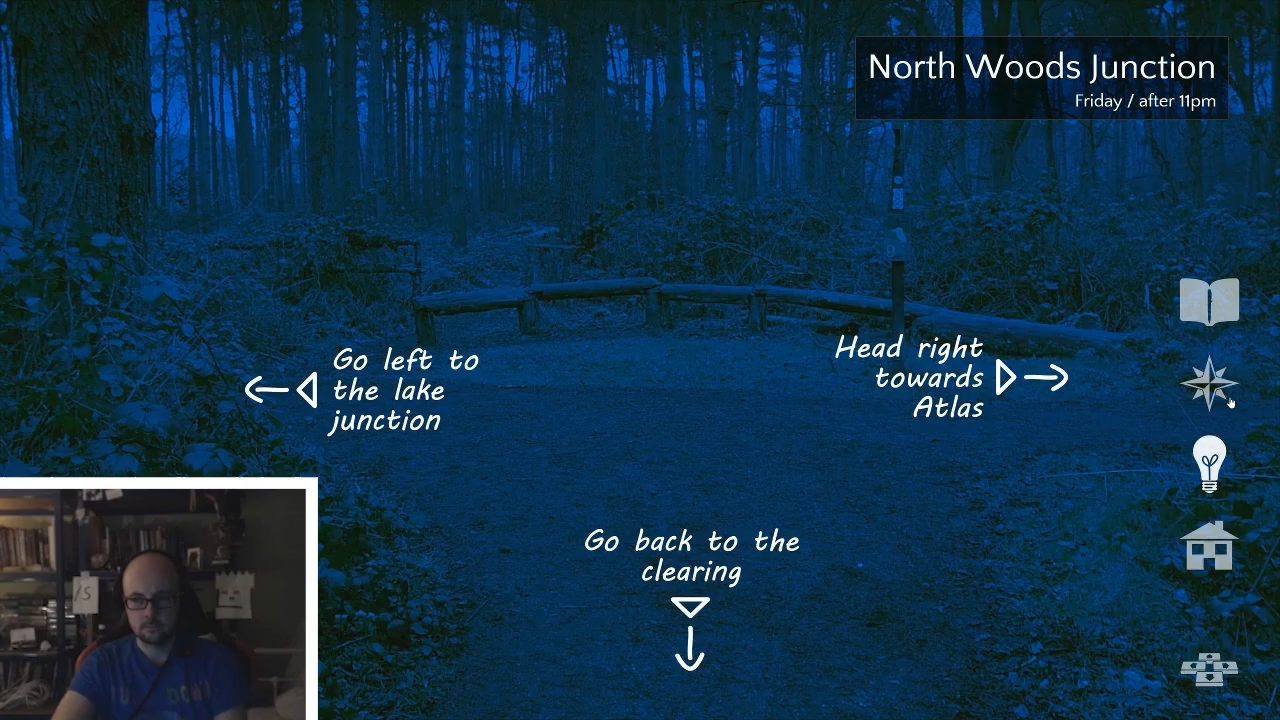 North Woods Junction
Friday / after 11pm
Go left to
the lake
junction
Head right
towards
Atlas
Go back to the
clearing
/S